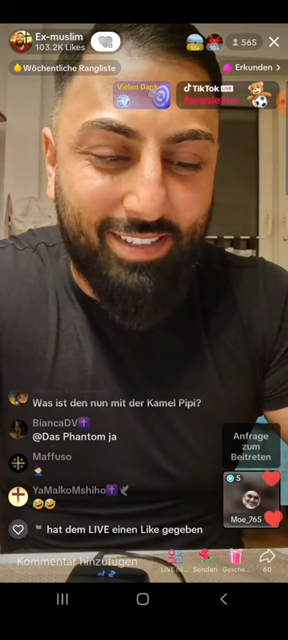 Ex-muslim
103.2K Likes
565
Wöchentliche Rangliste
Erkunden >
Vielen Dank
TikTok LIVE
Newsletter
Was ist den nun mit der Kamel Pipi?
BiancaDV✝️
@Das Phantom ja
Maffuso
🤦🏻
YaMalkoMshiho✝️🕊
🤣🤣
hat dem LIVE einen Like gegeben
Anfrage
zum
Beitreten
5
Moe_765
Kommentar hinzufügen
Senden
Gesche...
60